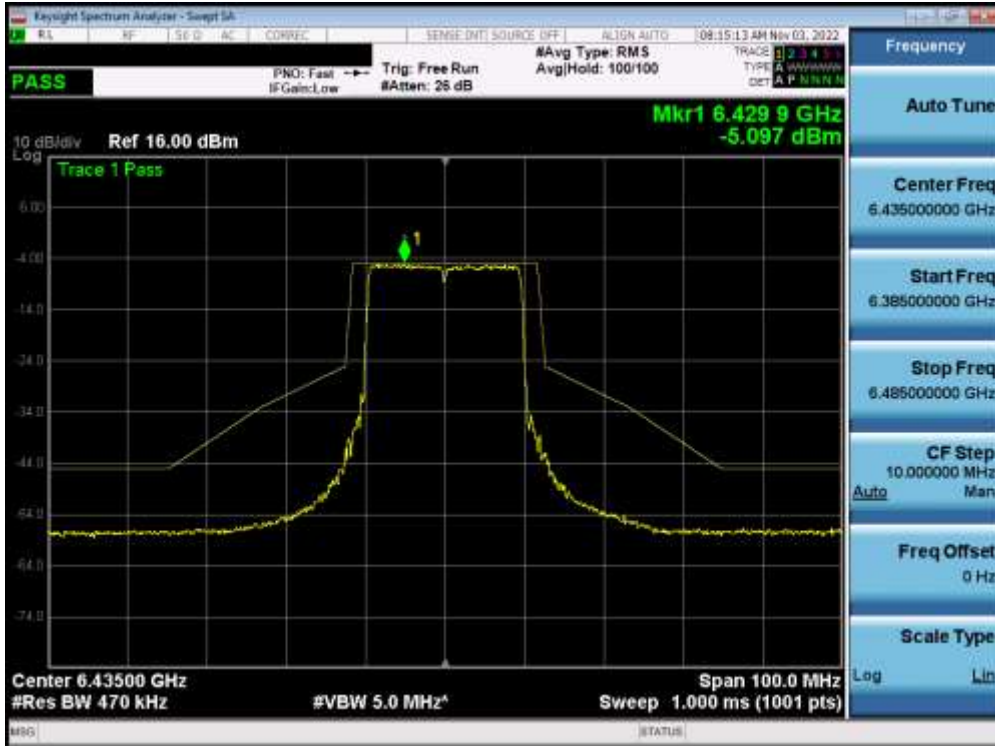 Keysight Spectrum Analyzer - Swept SA
RL RF 50 Ω AC CORREC SENSE:INT SOURCE OFF ALIGN AUTO 08:15:13 AM Nov 03, 2022
PASS
PNO: Fast
IFGain:Low
Trig: Free Run
#Atten: 26 dB
#Avg Type: RMS
Avg|Hold: 100/100
TRACE 1 2 3 4 5 6
TYPE A WWWWW
DET A P N N N N
Mkr1 6.429 9 GHz
-5.097 dBm
10 dB/div Ref 16.00 dBm
Log
Trace 1 Pass
1
6.00
-4.00
-14.0
-24.0
-34.0
-44.0
-54.0
-64.0
-74.0
Center 6.43500 GHz
Span 100.0 MHz
#Res BW 470 kHz
#VBW 5.0 MHz^
Sweep 1.000 ms (1001 pts)
MSG
STATUS
Frequency
Auto Tune
Center Freq
6.435000000 GHz
Start Freq
6.385000000 GHz
Stop Freq
6.485000000 GHz
CF Step
10.000000 MHz
Auto Man
Freq Offset
0 Hz
Scale Type
Log Lin